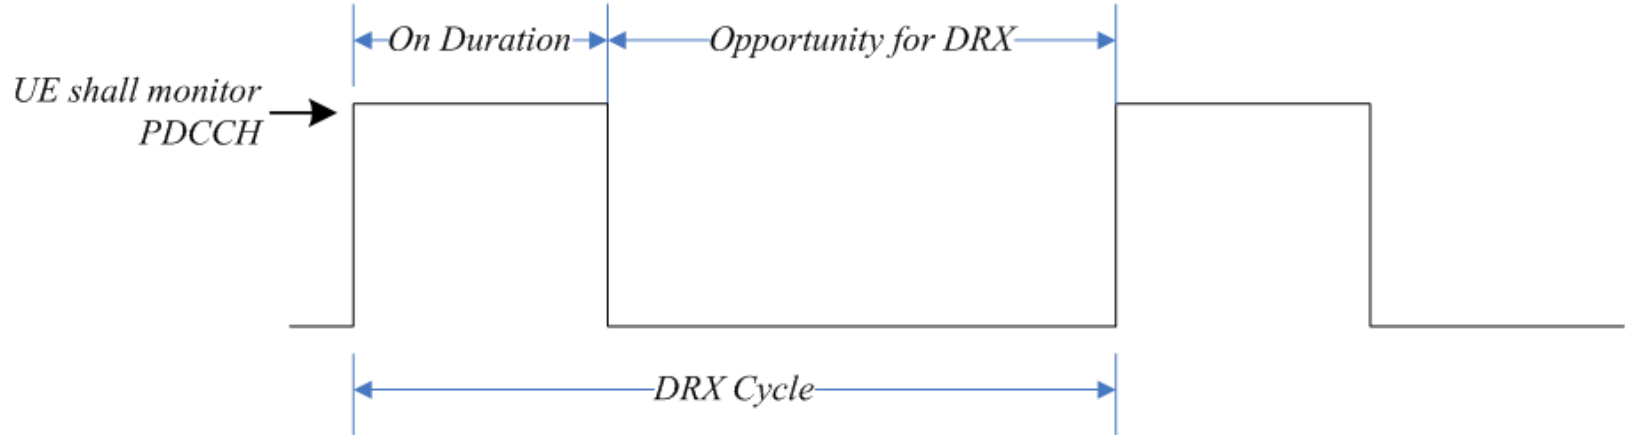 On Duration
Opportunity for DRX
UE shall monitor
PDCCH
DRX Cycle